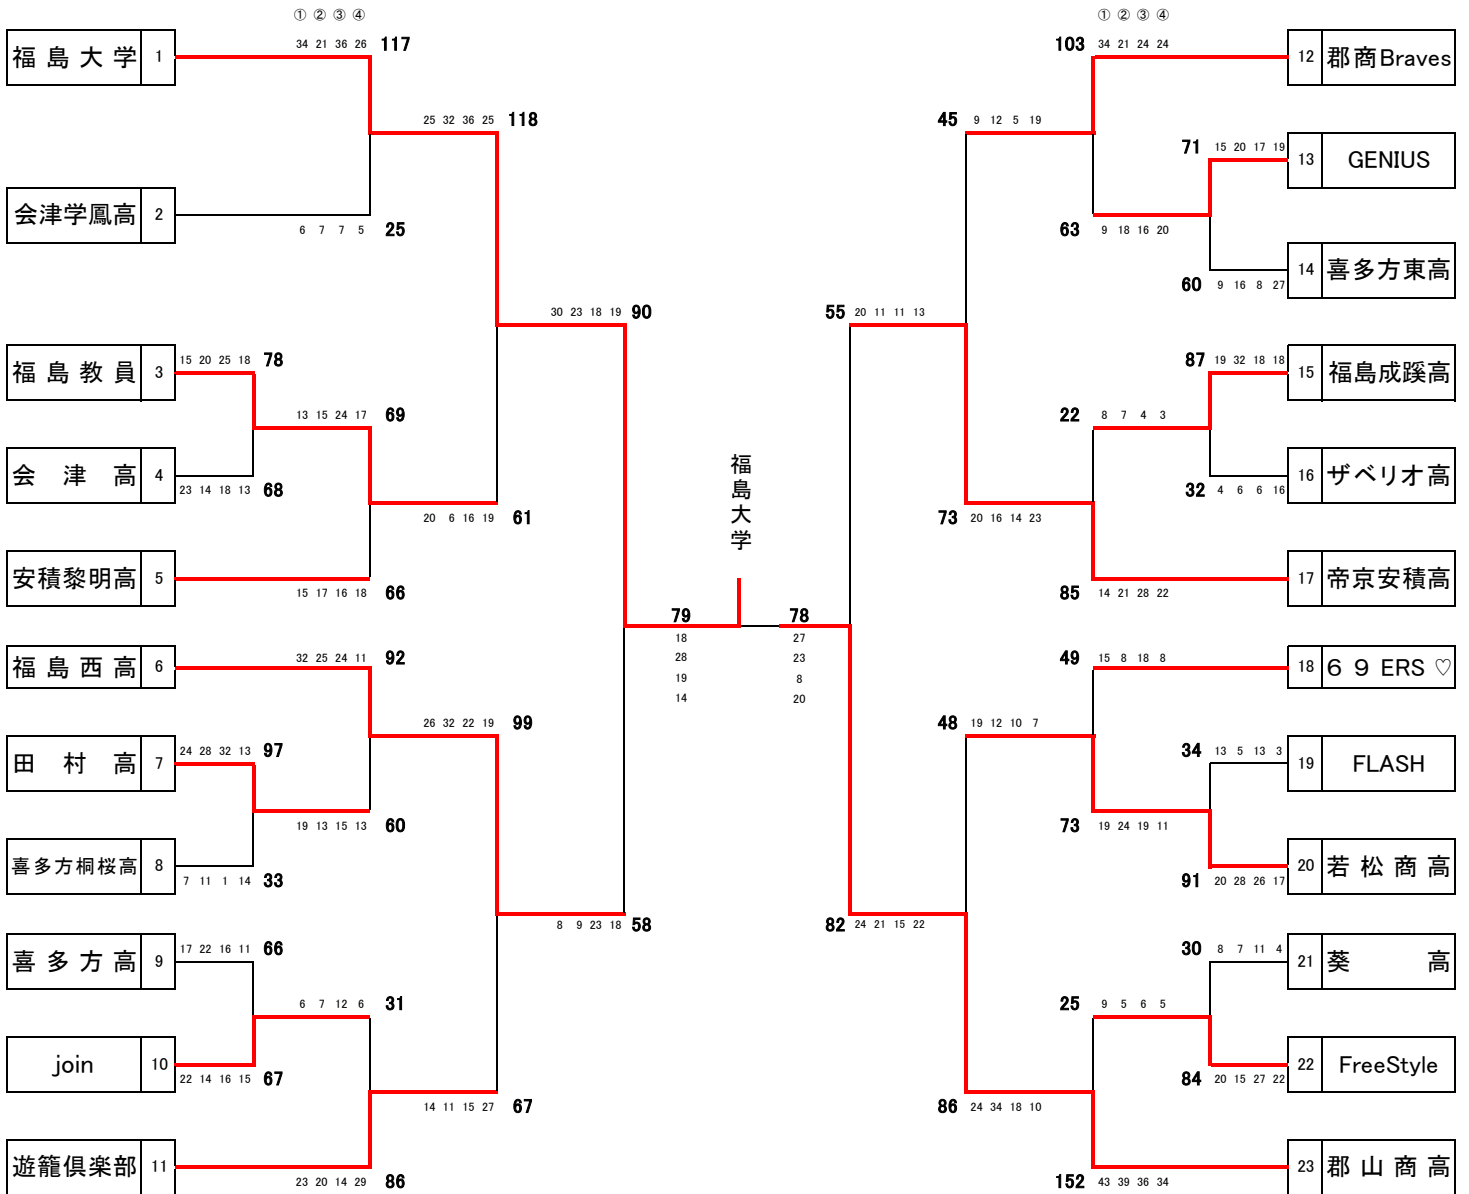 ① ② ③ ④
① ② ③ ④
福島大学 1
34 21 36 26 117
103 34 21 24 24
12 郡商Braves
25 32 36 25 118
45 9 12 5 19
71 15 20 17 19
13 GENIUS
会津学鳳高 2
6 7 7 5 25
63 9 18 16 20
14 喜多方東高
60 9 16 8 27
30 23 18 19 90
55 20 11 11 13
福島教員 3
15 20 25 18 78
87 19 32 18 18
15 福島成蹊高
13 15 24 17 69
22 8 7 4 3
会津高 4
23 14 18 13 68
32 4 6 6 16
16 ザベリオ高
福島大学
20 6 16 19 61
73 20 16 14 23
安積黎明高 5
15 17 16 18 66
85 14 21 28 22
17 帝京安積高
79
18
28
19
14
78
27
23
8
20
福島西高 6
32 25 24 11 92
49 15 8 18 8
18 69ERS♡
26 32 22 19 99
48 19 12 10 7
田村高 7
24 28 32 13 97
34 13 5 13 3
19 FLASH
19 13 15 13 60
73 19 24 19 11
喜多方桐桜高 8
7 11 1 14 33
91 20 28 26 17
20 若松商高
8 9 23 18 58
82 24 21 15 22
喜多方高 9
17 22 16 11 66
30 8 7 11 4
21 葵高
6 7 12 6 31
25 9 5 6 5
join 10
22 14 16 15 67
84 20 15 27 22
22 FreeStyle
14 11 15 27 67
86 24 34 18 10
遊籠倶楽部 11
23 20 14 29 86
152 43 39 36 34
23 郡山商高